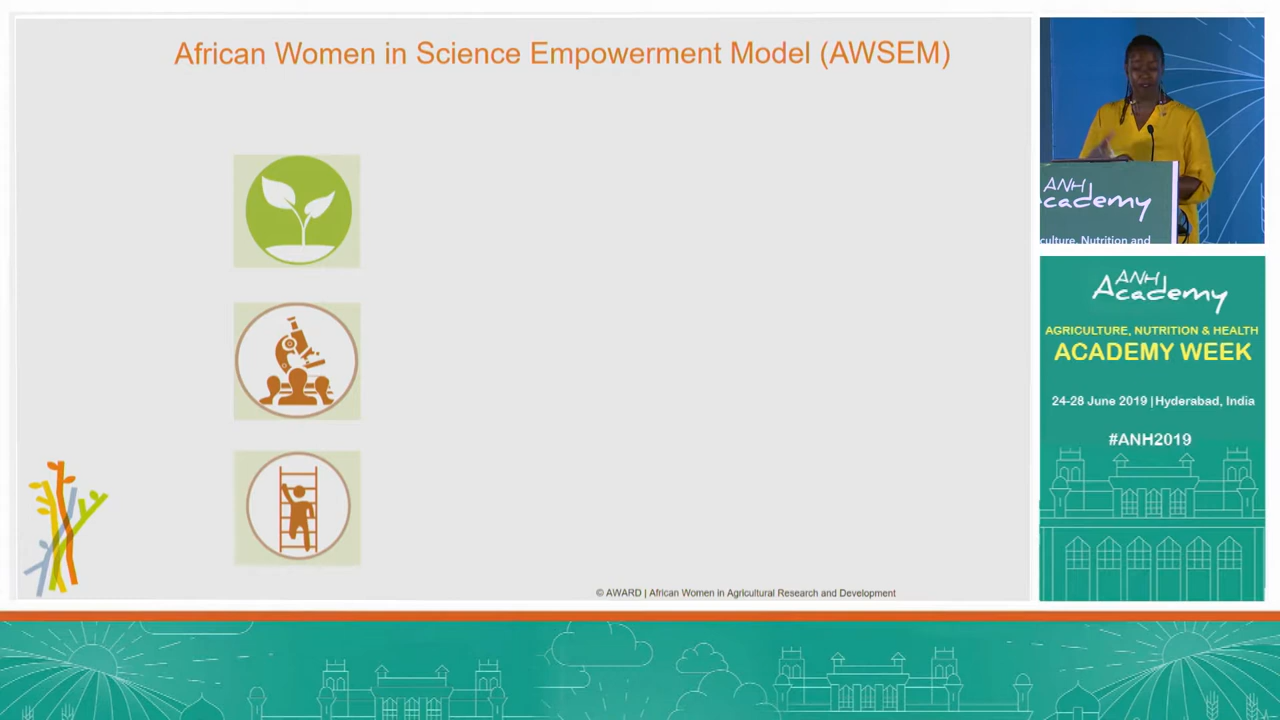 African Women in Science Empowerment Model (AWSEM)
© AWARD | African Women in Agricultural Research and Development
ANH
cademy
culture, Nutrition and
ANH
Academy
AGRICULTURE, NUTRITION & HEALTH
ACADEMY WEEK
24-28 June 2019 | Hyderabad, India
#ANH2019